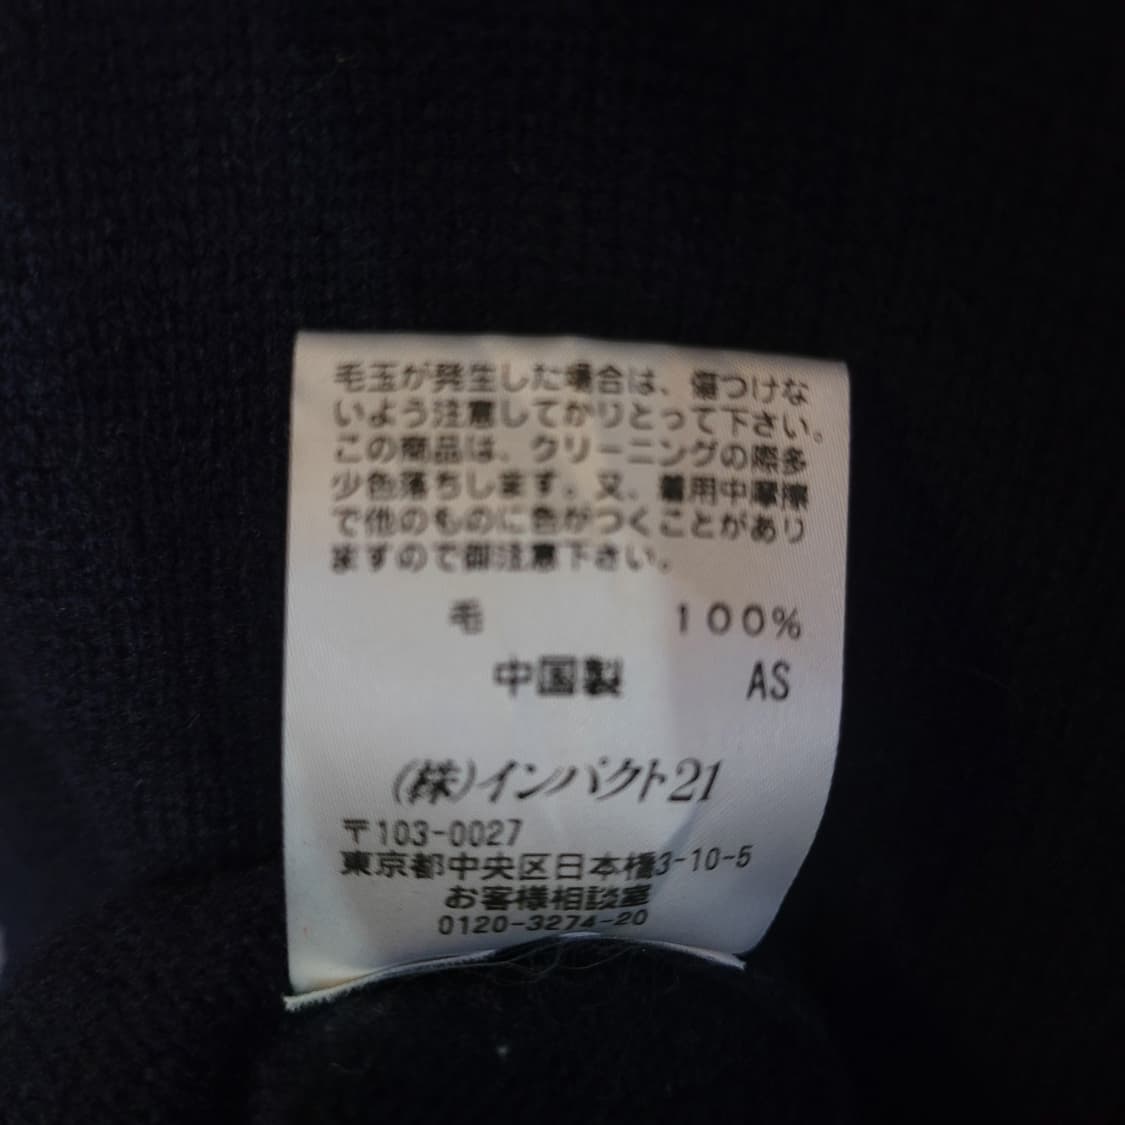 毛玉が発生した場合は、傷つけな
いよう注意してかりとって下さい。
この商品は、クリーニングの際多
少色落ちします。又、着用中摩擦
で他のものに色がつくことがあり
ますので御注意下さい。
毛 100%
中国製 AS
(株)インパクト21
〒103-0027
東京都中央区日本橋3-10-5
お客様相談室
0120-3274-20